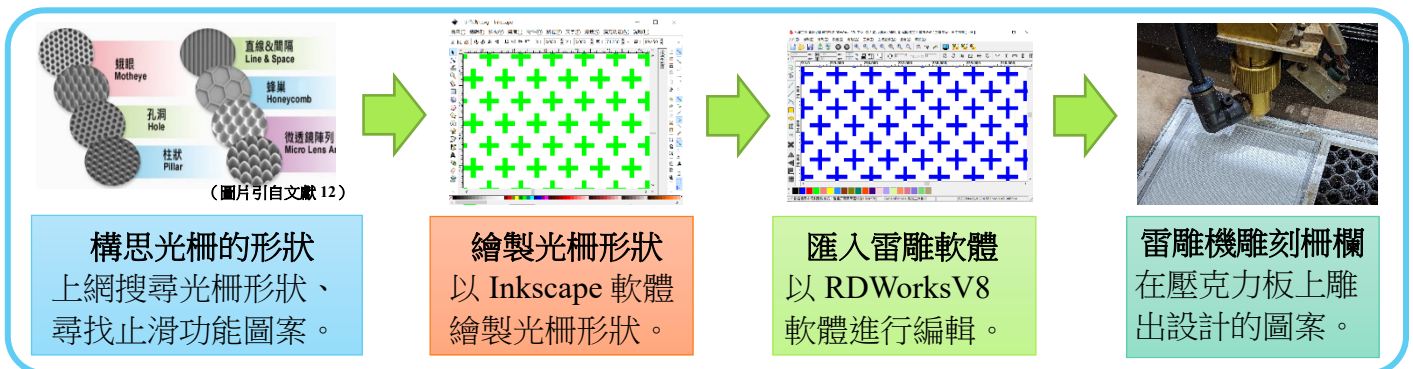 蛾眼
Motheye
孔洞
Hole
柱狀
Pillar
直線&間隔
Line & Space
蜂巢
Honeycomb
微透鏡陣列
Micro Lens Ar
（圖片引自文獻 12）
構思光柵的形狀
上網搜尋光柵形狀、
尋找止滑功能圖案。
繪製光柵形狀
以 Inkscape 軟體
繪製光柵形狀。
匯入雷雕軟體
以 RDWorksV8
軟體進行編輯。
雷雕機雕刻柵欄
在壓克力板上雕
出設計的圖案。